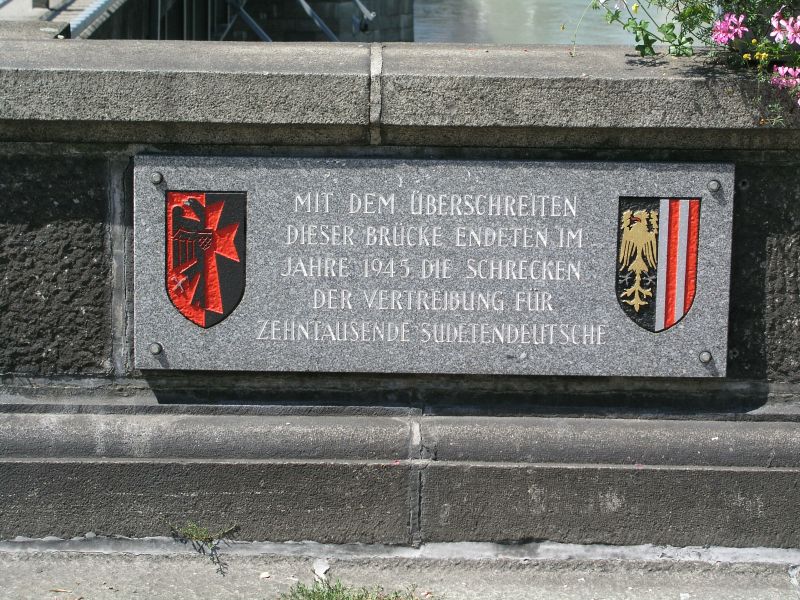 MIT DEM ÜBERSCHREITEN
DIESER BRÜCKE ENDETEN IM
JAHRE 1945 DIE SCHRECKEN
DER VERTREIBUNG FÜR
ZEHNTAUSENDE SUDETENDEUTSCHE